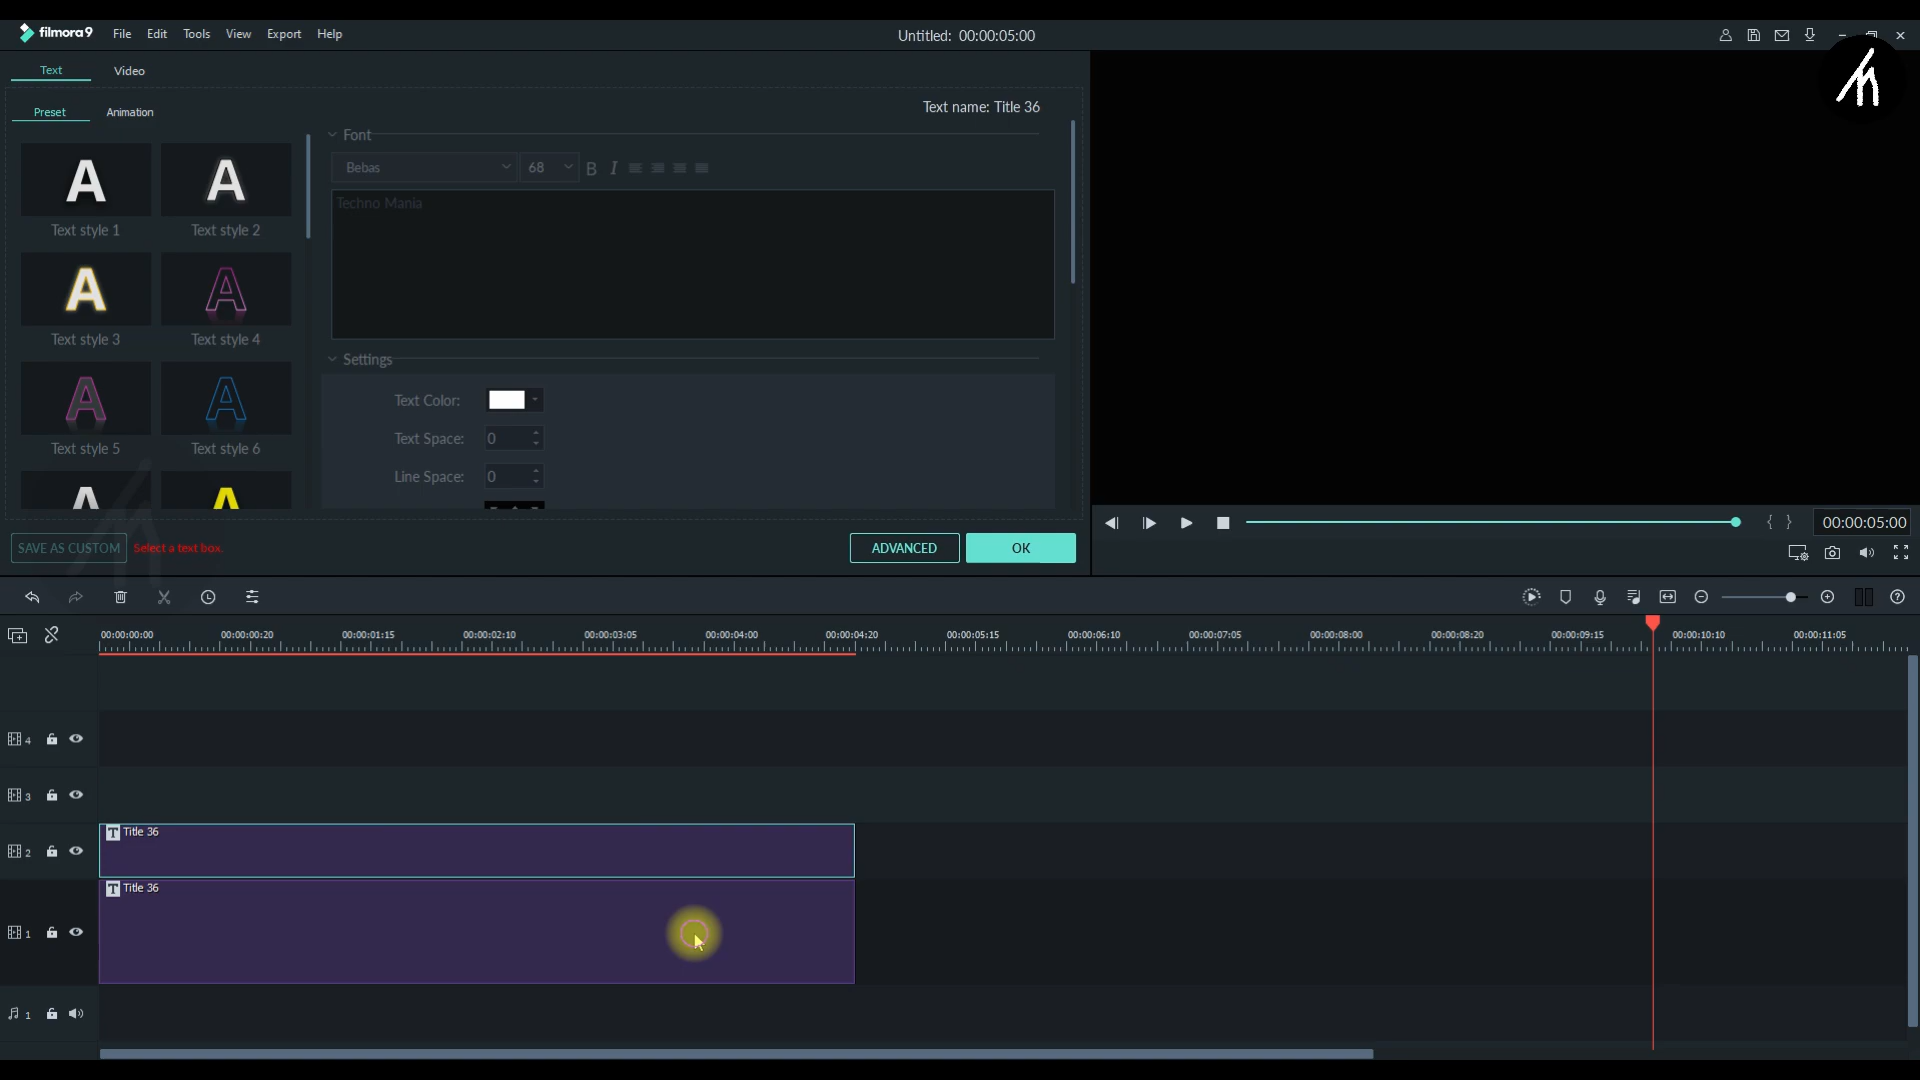 filmora9 File Edit Tools View Export Help
Untitled: 00:00:05:00
Text Video
Preset Animation
Text name: Title 36
Font
Bebas 68 B I
Techno Mania
A A
Text style 1 Text style 2
A A
Text style 3 Text style 4
A A
Text style 5 Text style 6
A A
Settings
Text Color:
Text Space: 0
Line Space: 0
SAVE AS CUSTOM Select a text box.
ADVANCED OK
{ } 00:00:05:00
00:00:00:00 00:00:00:20 00:00:01:15 00:00:02:10 00:00:03:05 00:00:04:00 00:00:04:20 00:00:05:15 00:00:06:10 00:00:07:05 00:00:08:00 00:00:08:20 00:00:09:15 00:00:10:10 00:00:11:05
4
3
2 T Title 36
T Title 36
1
1